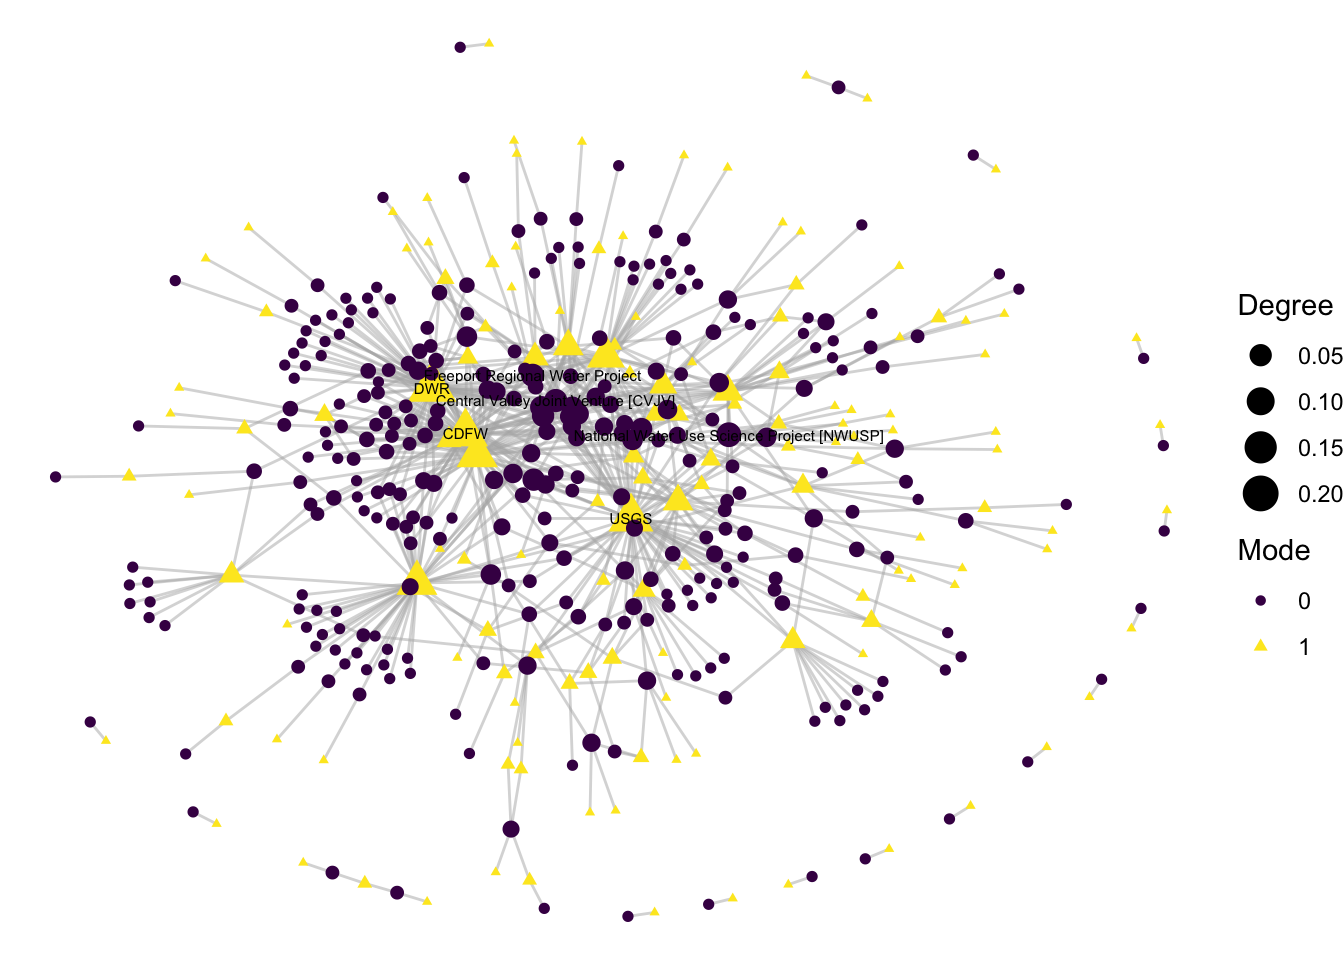 Freeport Regional Water Project
DWR
Central Valley Joint Venture [CVJV]
CDFW
National Water Use Science Project [NWUSP]
USGS
Degree
0.05
0.10
0.15
0.20
Mode
0
1